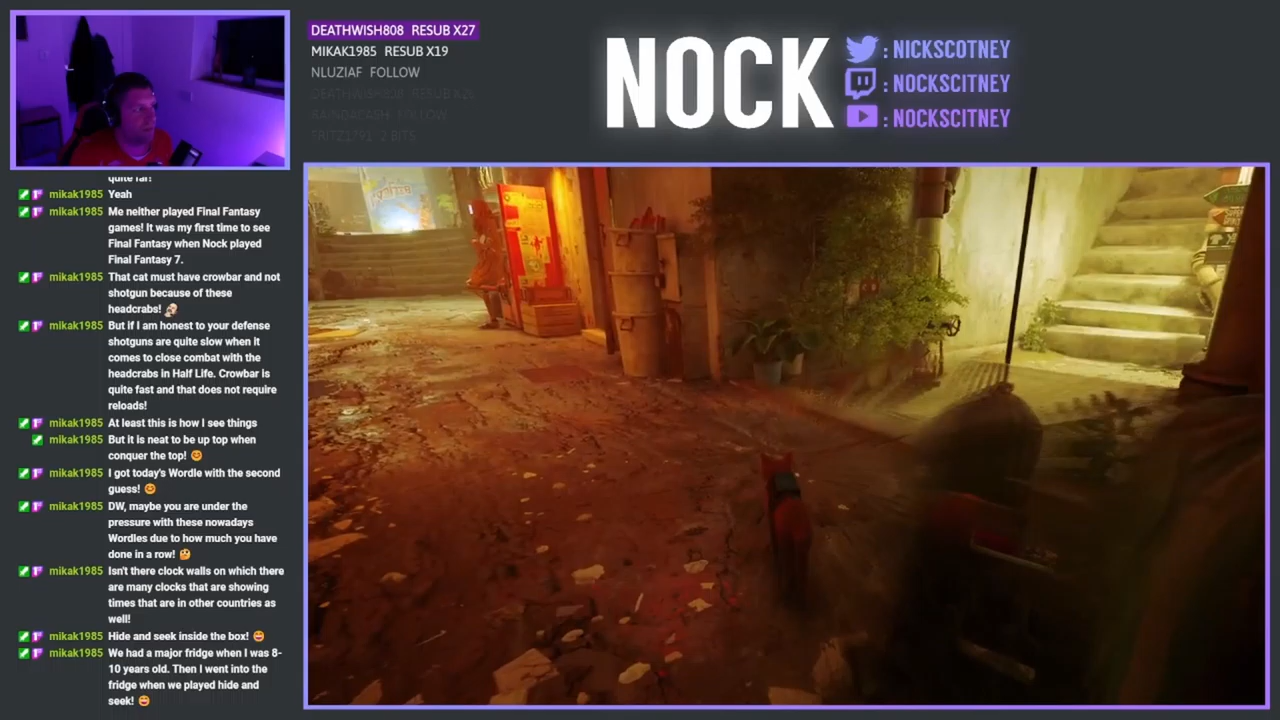 DEATHWISH808 RESUB X27
MIKAK1985 RESUB X19
NLUZIAF FOLLOW
NOCK
: NICKSCOTNEY
: NOCKSCITNEY
: NOCKSCITNEY
quite far!
mikak1985 Yeah
mikak1985 Me neither played Final Fantasy
games! It was my first time to see
Final Fantasy when Nock played
Final Fantasy 7.
mikak1985 That cat must have crowbar and not
shotgun because of these
headcrabs!
mikak1985 But if I am honest to your defense
shotguns are quite slow when it
comes to close combat with the
headcrabs in Half Life. Crowbar is
quite fast and that does not require
reloads!
mikak1985 At least this is how I see things
mikak1985 But it is neat to be up top when
conquer the top! 😊
mikak1985 I got today's Wordle with the second
guess! 😊
mikak1985 DW, maybe you are under the
pressure with these nowadays
Wordles due to how much you have
done in a row! 🤔
mikak1985 Isn't there clock walls on which there
are many clocks that are showing
times that are in other countries as
well!
mikak1985 Hide and seek inside the box! 😄
mikak1985 We had a major fridge when I was 8-
10 years old. Then I went into the
fridge when we played hide and
seek! 😄